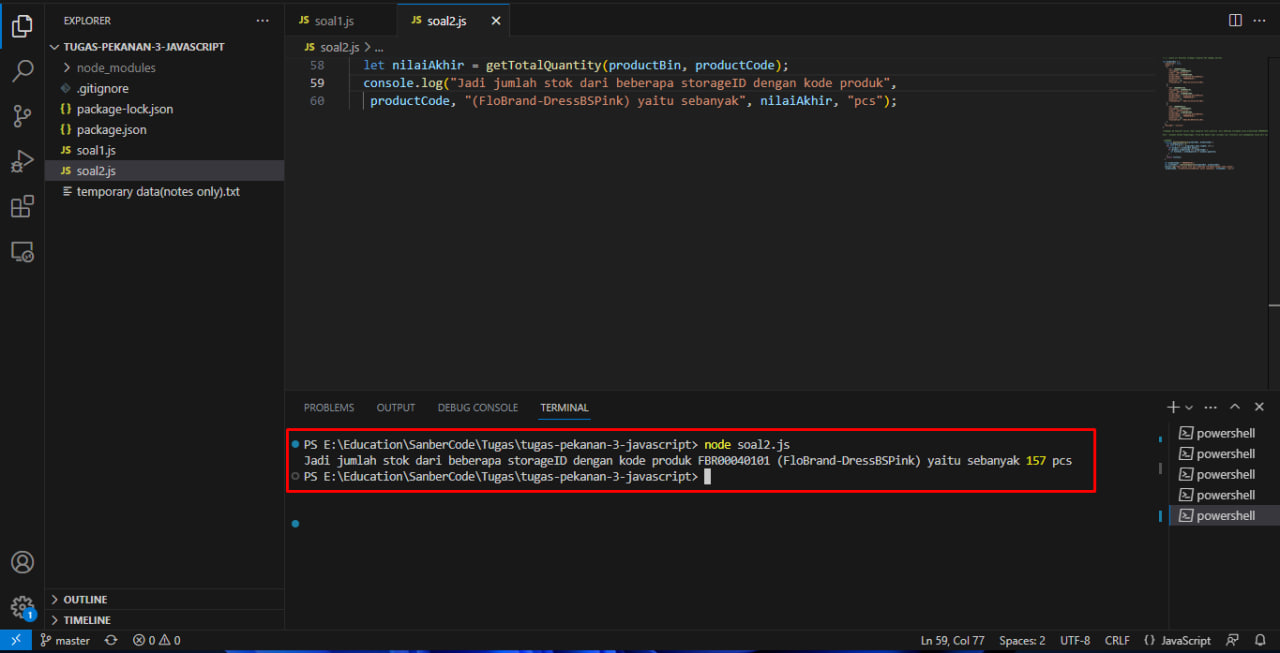 EXPLORER
TUGAS-PEKANAN-3-JAVASCRIPT
node_modules
.gitignore
{} package-lock.json
{} package.json
JS soal1.js
JS soal2.js
temporary data(notes only).txt
OUTLINE
TIMELINE
JS soal1.js
JS soal2.js
JS soal2.js > ...
58 let nilaiAkhir = getTotalQuantity(productBin, productCode);
59 console.log("Jadi jumlah stok dari beberapa storageID dengan kode produk",
60 productCode, "(FloBrand-DressBSPink) yaitu sebanyak", nilaiAkhir, "pcs");
PROBLEMS OUTPUT DEBUG CONSOLE TERMINAL
PS E:\Education\SanberCode\Tugas\tugas-pekanan-3-javascript> node soal2.js
Jadi jumlah stok dari beberapa storageID dengan kode produk FBR00040101 (FloBrand-DressBSPink) yaitu sebanyak 157 pcs
PS E:\Education\SanberCode\Tugas\tugas-pekanan-3-javascript>
powershell
powershell
powershell
powershell
powershell
1
master 0 0 Ln 59, Col 77 Spaces: 2 UTF-8 CRLF {} JavaScript